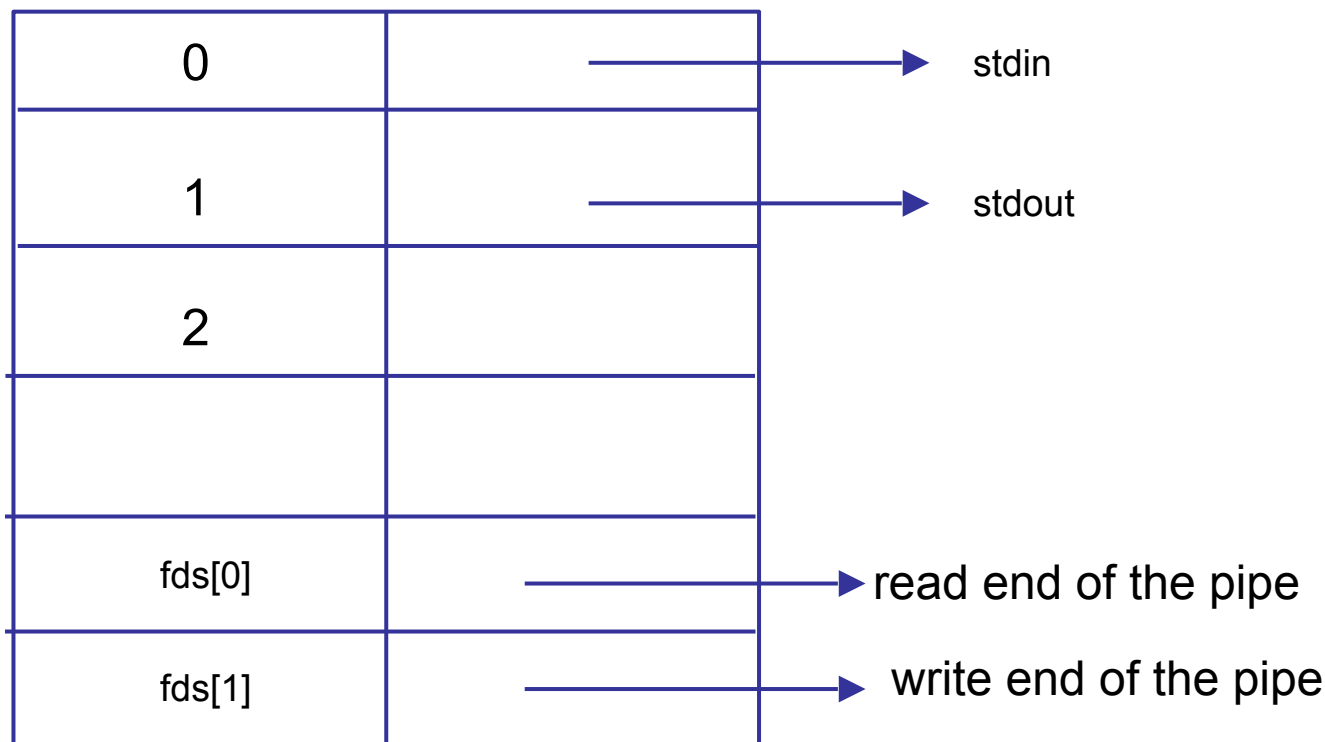 0 stdin
1 stdout
2
fds[0] read end of the pipe
fds[1] write end of the pipe